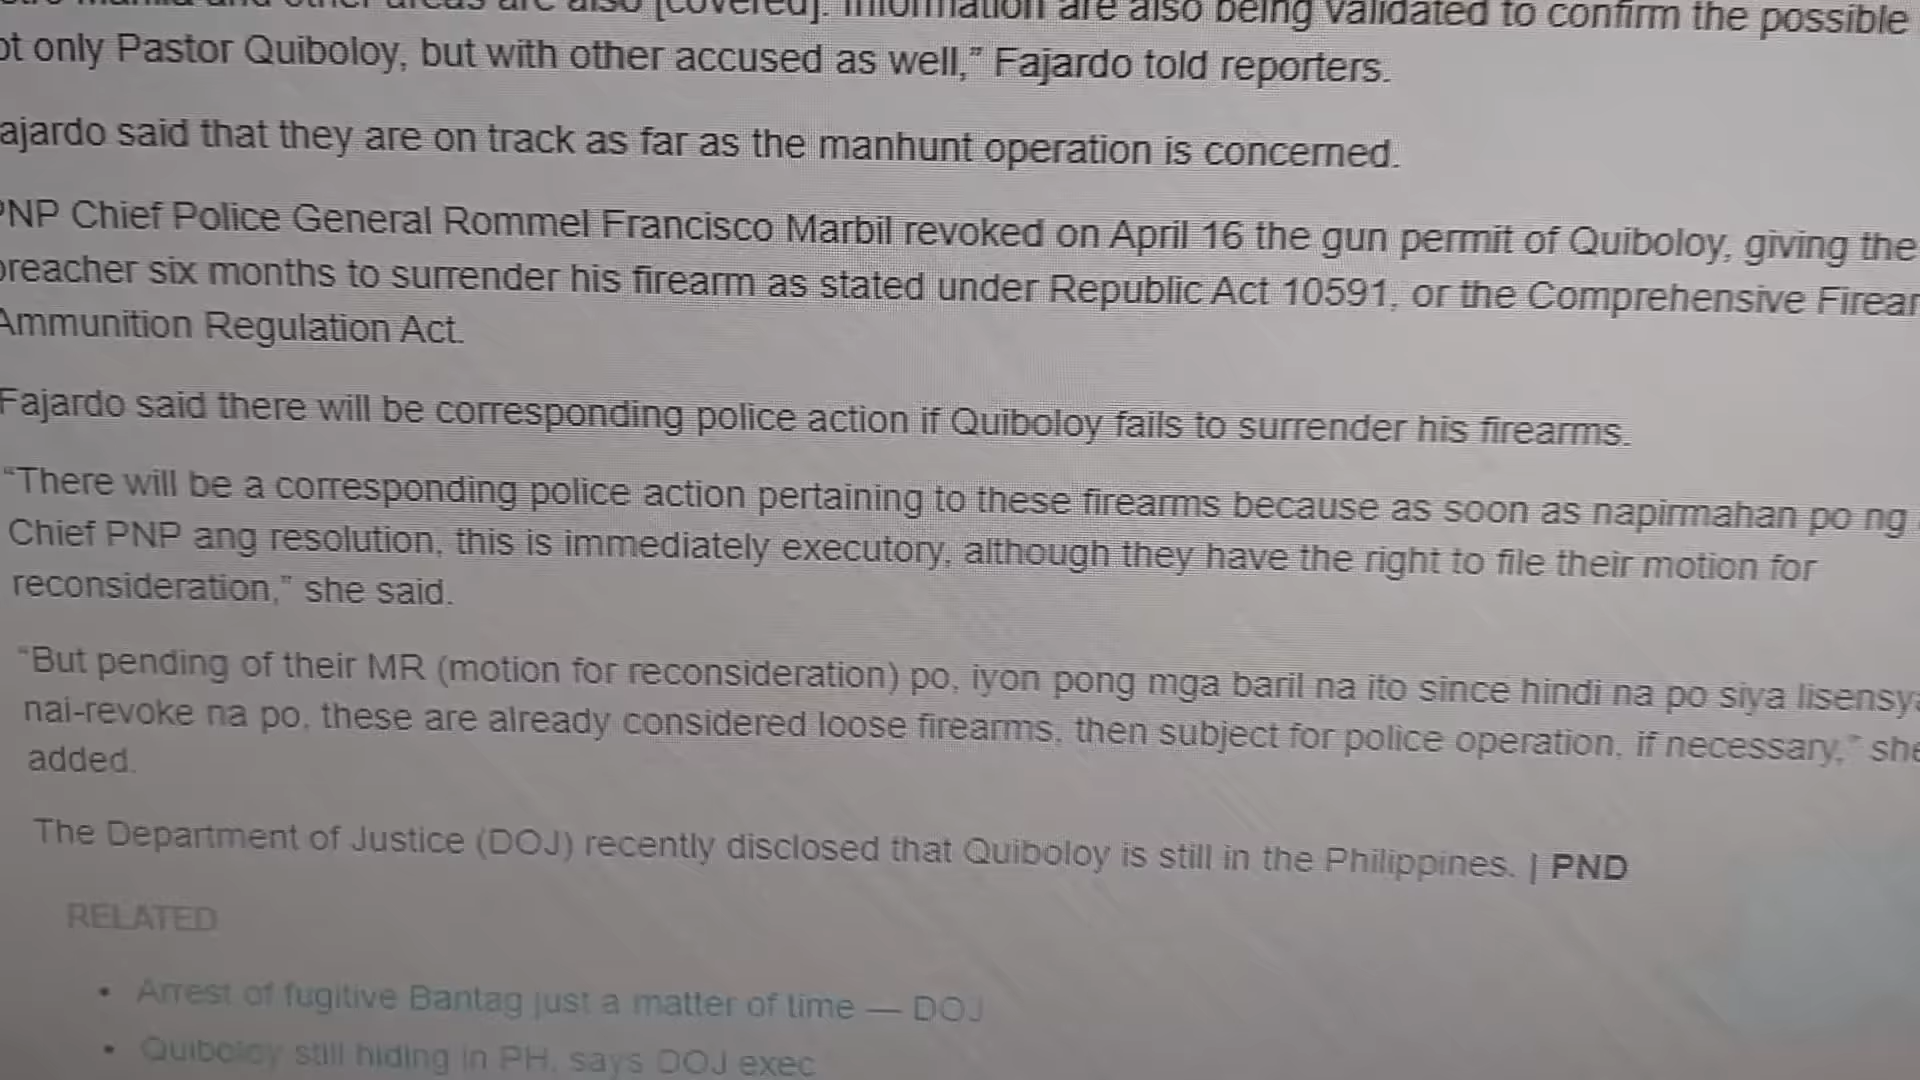 and other areas are also [covered]. Information are also being validated to confirm the possible
ot only Pastor Quiboloy, but with other accused as well,” Fajardo told reporters.
ajardo said that they are on track as far as the manhunt operation is concerned.
PNP Chief Police General Rommel Francisco Marbil revoked on April 16 the gun permit of Quiboloy, giving the
preacher six months to surrender his firearm as stated under Republic Act 10591, or the Comprehensive Firear
Ammunition Regulation Act.
Fajardo said there will be corresponding police action if Quiboloy fails to surrender his firearms.
“There will be a corresponding police action pertaining to these firearms because as soon as napirmahan po ng
Chief PNP ang resolution, this is immediately executory, although they have the right to file their motion for
reconsideration,” she said.
“But pending of their MR (motion for reconsideration) po, iyon pong mga baril na ito since hindi na po siya lisensya
nai-revoke na po, these are already considered loose firearms, then subject for police operation, if necessary,” she
added.
The Department of Justice (DOJ) recently disclosed that Quiboloy is still in the Philippines. | PND
RELATED
• Arrest of fugitive Bantag just a matter of time — DOJ
• Quiboloy still hiding in PH, says DOJ exec